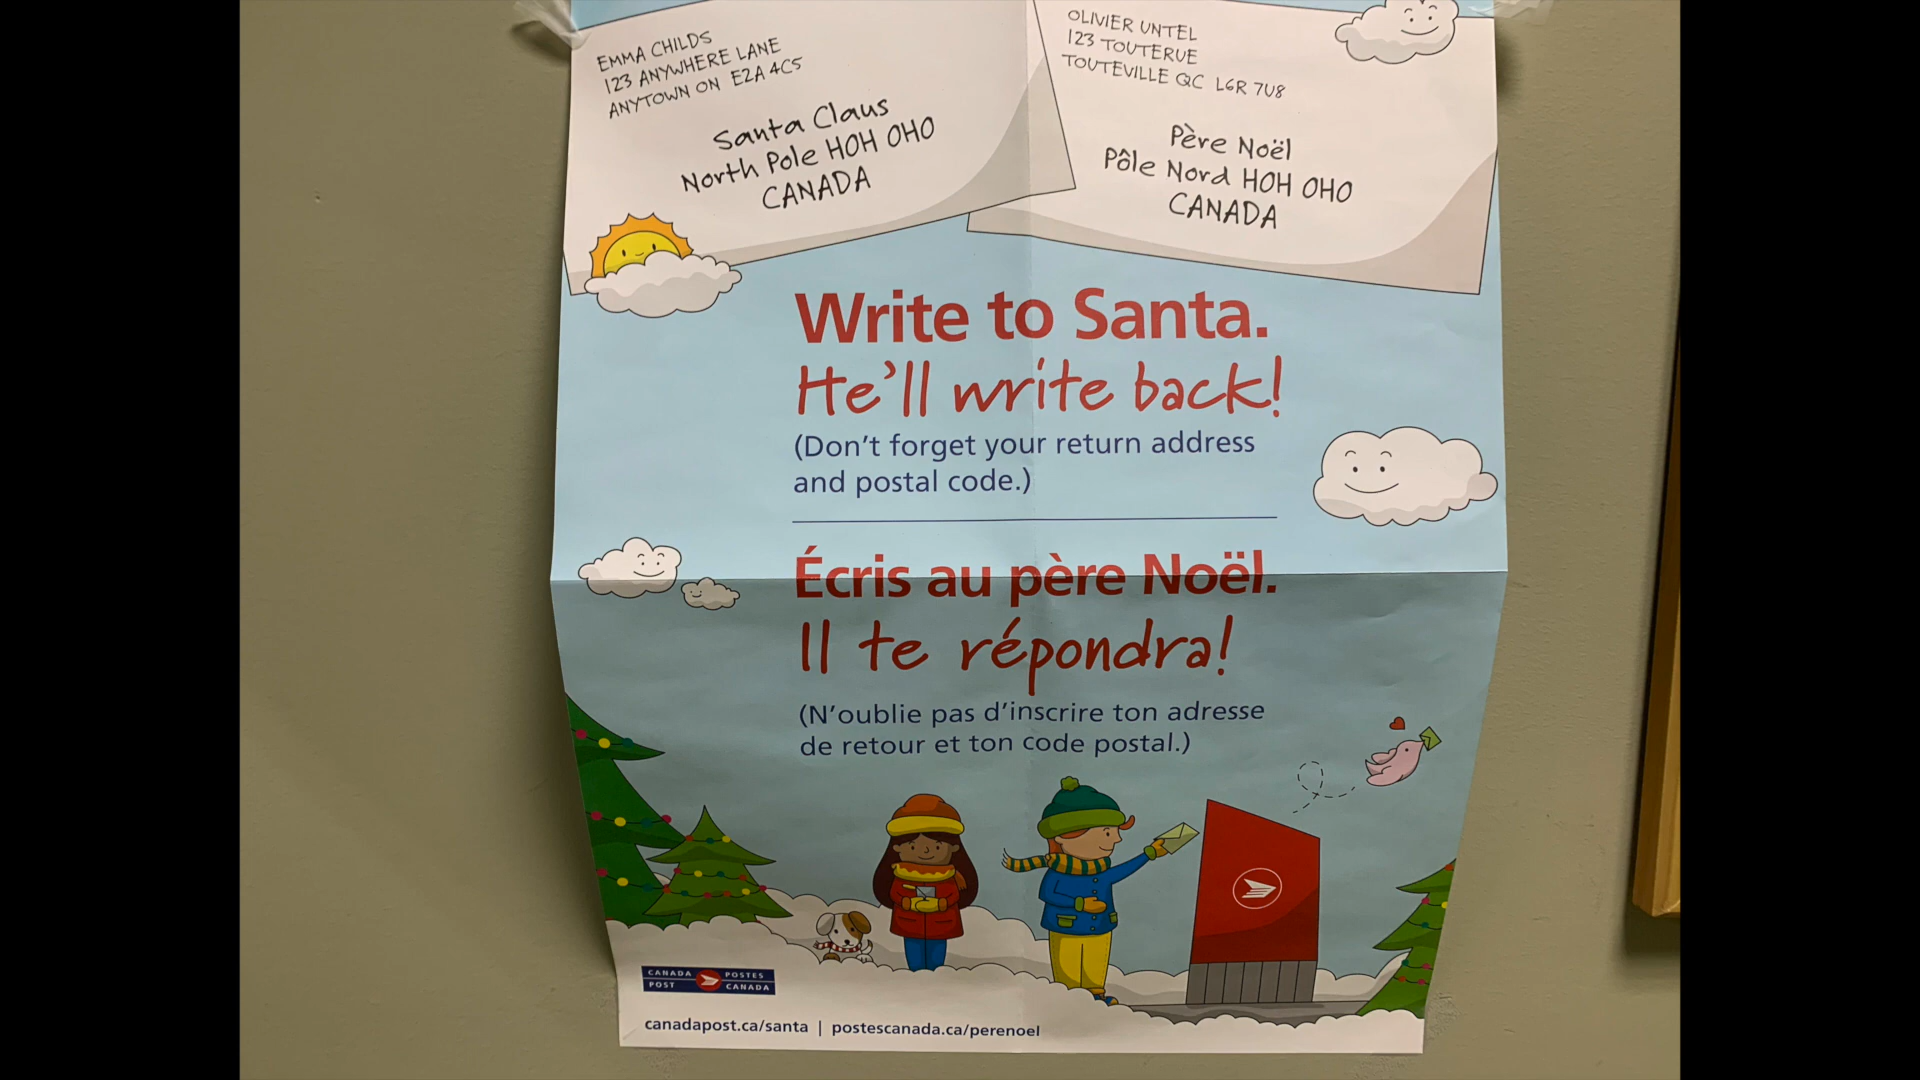 EMMA CHILDS
123 ANYWHERE LANE
ANYTOWN ON E2A 4C5
Santa Claus
North Pole HOH OHO
CANADA
OLIVIER UNTEL
123 TOUTERUE
TOUTEVILLE QC L6R 7U8
Père Noël
Pôle Nord HOH OHO
CANADA
Write to Santa.
He'll write back!
(Don't forget your return address
and postal code.)
Écris au père Noël.
Il te répondra!
(N'oublie pas d'inscrire ton adresse
de retour et ton code postal.)
CANADA POSTES
POST CANADA
canadapost.ca/santa | postescanada.ca/perenoel